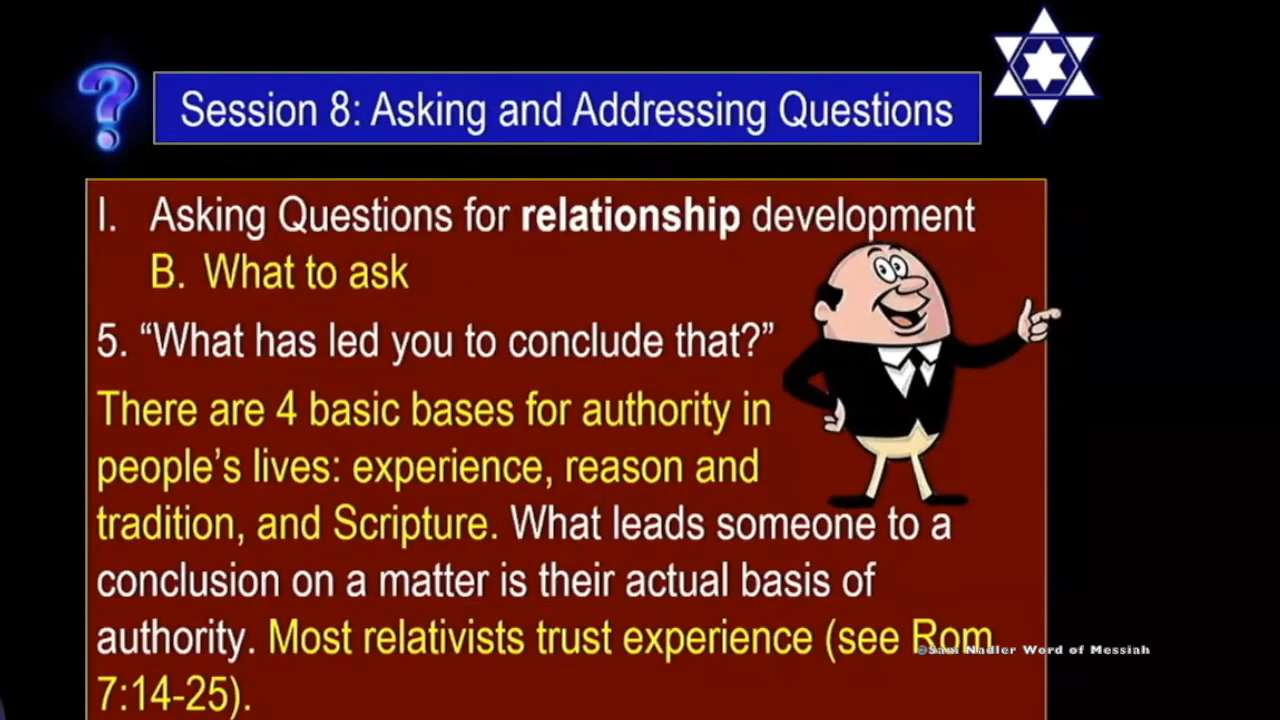 ?
Session 8: Asking and Addressing Questions
I. Asking Questions for relationship development
B. What to ask
5. “What has led you to conclude that?”
There are 4 basic bases for authority in
people’s lives: experience, reason and
tradition, and Scripture. What leads someone to a
conclusion on a matter is their actual basis of
authority. Most relativists trust experience (see Rom
7:14-25).
©Sam Nadler Word of Messiah